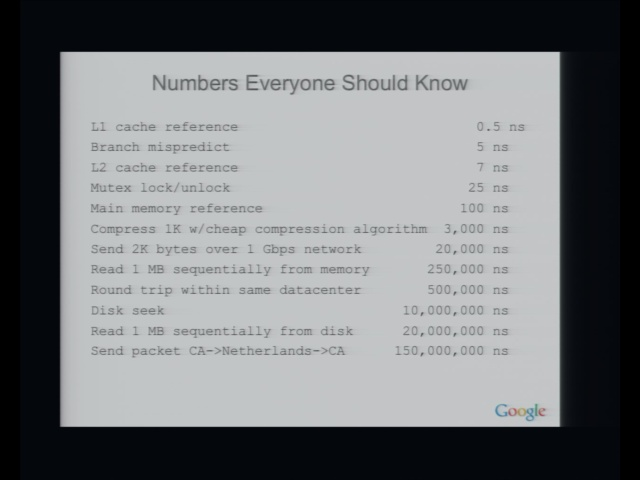 Numbers Everyone Should Know
L1 cache reference 0.5 ns
Branch mispredict 5 ns
L2 cache reference 7 ns
Mutex lock/unlock 25 ns
Main memory reference 100 ns
Compress 1K w/cheap compression algorithm 3,000 ns
Send 2K bytes over 1 Gbps network 20,000 ns
Read 1 MB sequentially from memory 250,000 ns
Round trip within same datacenter 500,000 ns
Disk seek 10,000,000 ns
Read 1 MB sequentially from disk 20,000,000 ns
Send packet CA->Netherlands->CA 150,000,000 ns
Google